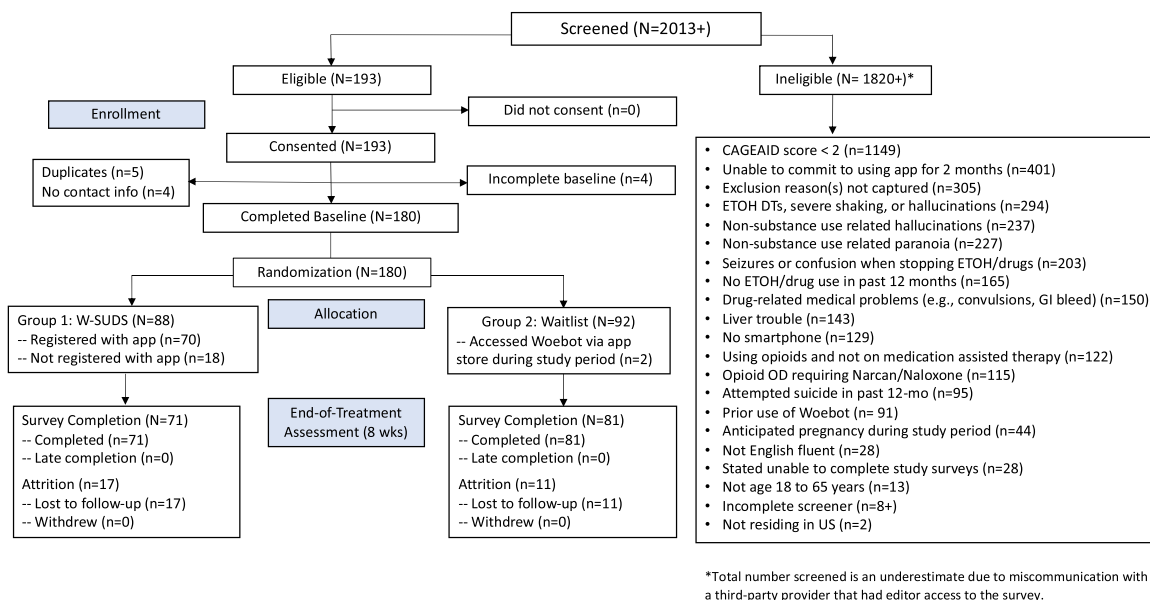 Screened (N=2013+)
Eligible (N=193)
Ineligible (N= 1820+)*
Enrollment
Did not consent (n=0)
Consented (N=193)
Duplicates (n=5)
No contact info (n=4)
Incomplete baseline (n=4)
Completed Baseline (N=180)
Randomization (N=180)
Allocation
Group 1: W-SUDS (N=88)
-- Registered with app (n=70)
-- Not registered with app (n=18)
Group 2: Waitlist (N=92)
-- Accessed Woebot via app
store during study period (n=2)
End-of-Treatment
Assessment (8 wks)
Survey Completion (N=71)
-- Completed (n=71)
-- Late completion (n=0)
Attrition (n=17)
-- Lost to follow-up (n=17)
-- Withdrew (n=0)
Survey Completion (N=81)
-- Completed (n=81)
-- Late completion (n=0)
Attrition (n=11)
-- Lost to follow-up (n=11)
-- Withdrew (n=0)
• CAGEAID score < 2 (n=1149)
• Unable to commit to using app for 2 months (n=401)
• Exclusion reason(s) not captured (n=305)
• ETOH DTs, severe shaking, or hallucinations (n=294)
• Non-substance use related hallucinations (n=237)
• Non-substance use related paranoia (n=227)
• Seizures or confusion when stopping ETOH/drugs (n=203)
• No ETOH/drug use in past 12 months (n=165)
• Drug-related medical problems (e.g., convulsions, GI bleed) (n=150)
• Liver trouble (n=143)
• No smartphone (n=129)
• Using opioids and not on medication assisted therapy (n=122)
• Opioid OD requiring Narcan/Naloxone (n=115)
• Attempted suicide in past 12-mo (n=95)
• Prior use of Woebot (n= 91)
• Anticipated pregnancy during study period (n=44)
• Not English fluent (n=28)
• Stated unable to complete study surveys (n=28)
• Not age 18 to 65 years (n=13)
• Incomplete screener (n=8+)
• Not residing in US (n=2)
*Total number screened is an underestimate due to miscommunication with
a third-party provider that had editor access to the survey.